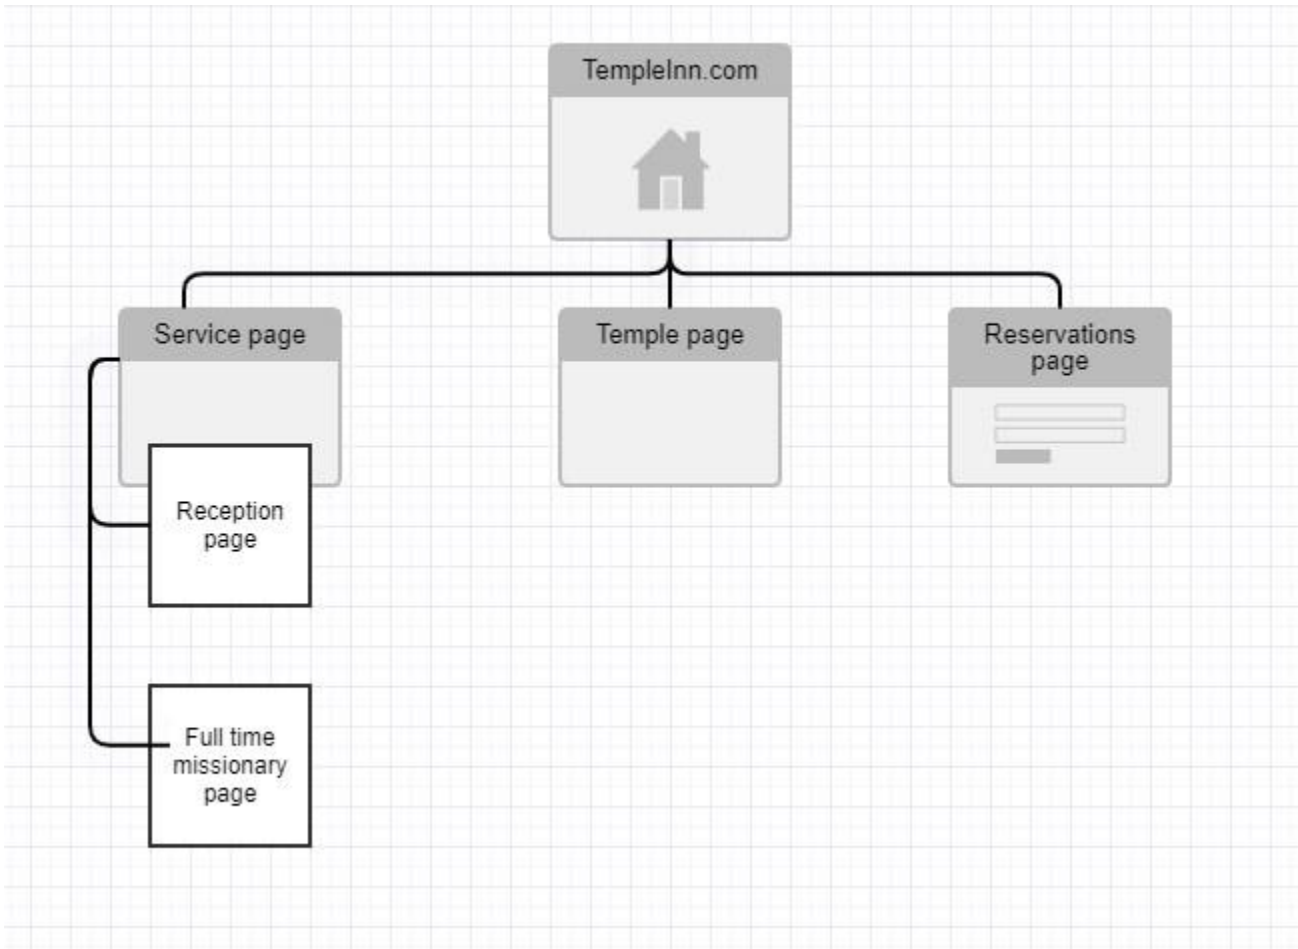 TempleInn.com
Service page
Temple page
Reservations
page
Reception
page
Full time
missionary
page